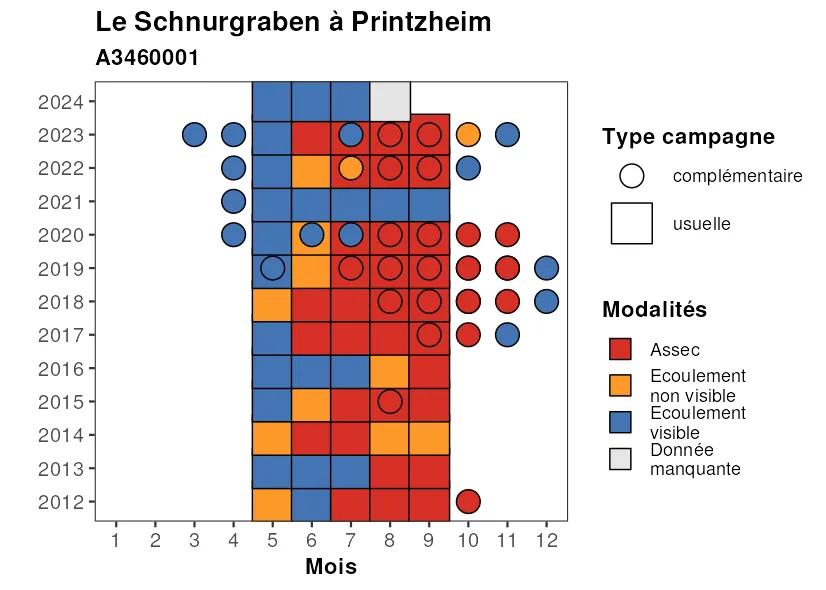 Le Schnurgraben à Printzheim
A3460001
2024
2023
2022
2021
2020
2019
2018
2017
2016
2015
2014
2013
2012
1 2 3 4 5 6 7 8 9 10 11 12
Mois
Type campagne
complémentaire
usuelle
Modalités
Assec
Ecoulement
non visible
Ecoulement
visible
Donnée
manquante